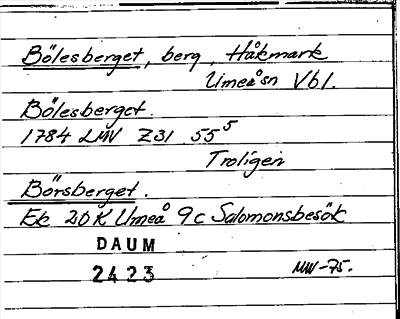 Bölesberget, berg, Håkmark
Umeå sn Vbl.
Bölesberget.
1784 LMV Z31 55⁵
Troligen
Börsberget.
Ek 20K Umeå 9c Salomonsbesök
DAUM
2423 MW-75.